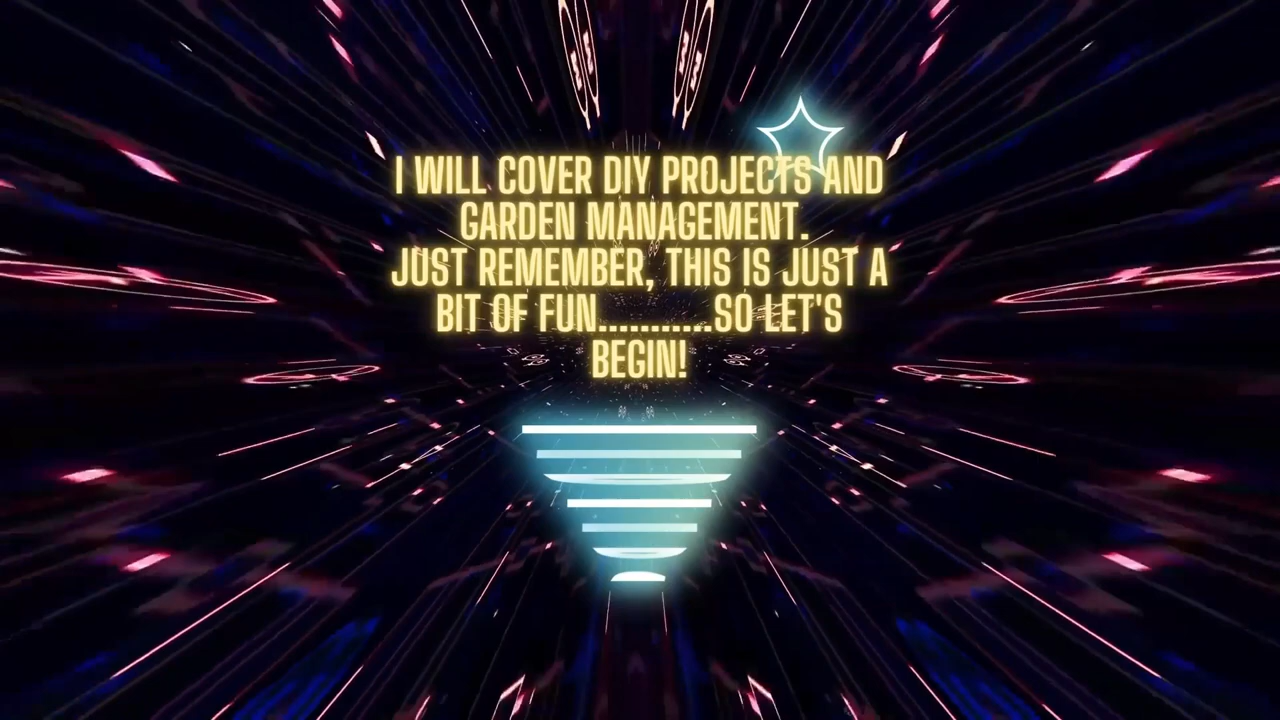 I WILL COVER DIY PROJECTS AND
GARDEN MANAGEMENT.
JUST REMEMBER, THIS IS JUST A
BIT OF FUN...........SO LET'S
BEGIN!